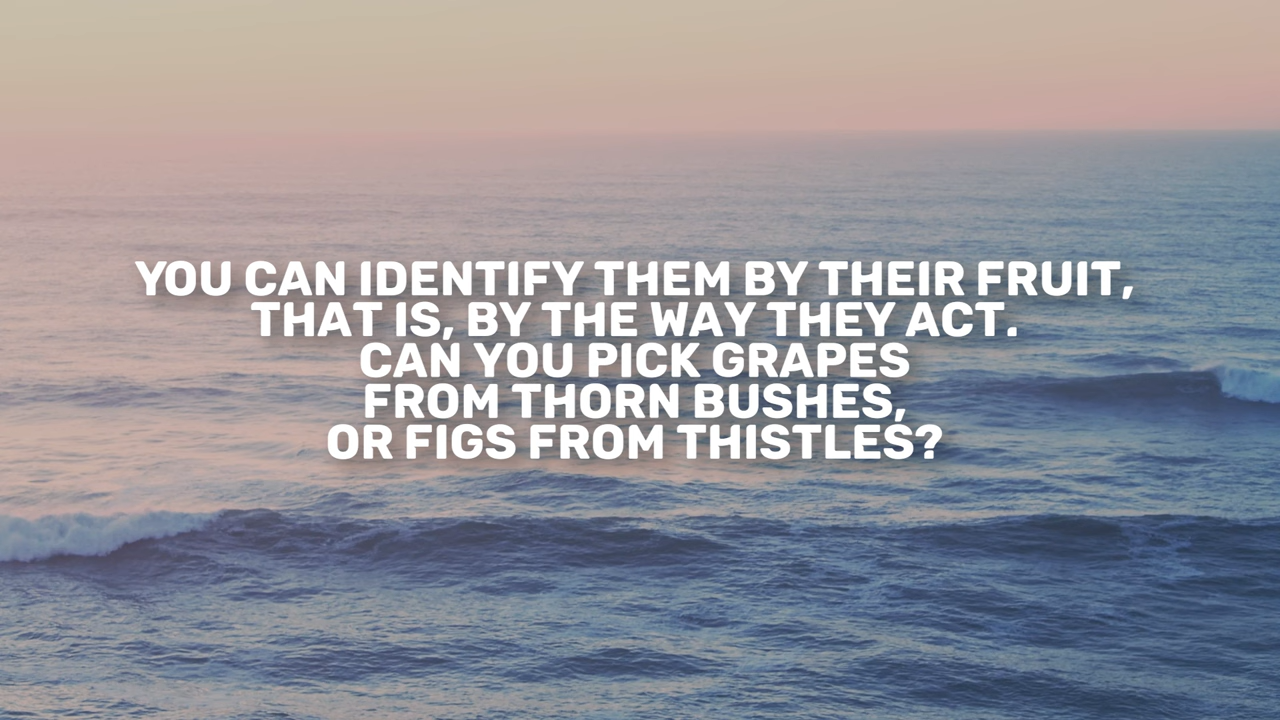 YOU CAN IDENTIFY THEM BY THEIR FRUIT,
THAT IS, BY THE WAY THEY ACT.
CAN YOU PICK GRAPES
FROM THORN BUSHES,
OR FIGS FROM THISTLES?